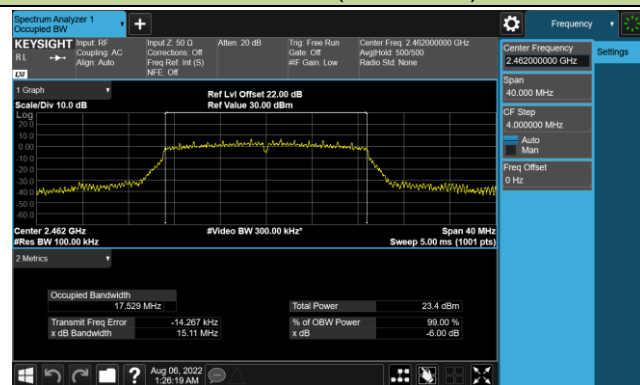 Spectrum Analyzer 1
Occupied BW
Frequency
KEYSIGHT
R L
LXI
Input: RF
Coupling: AC
Align: Auto
Input Z: 50 Ω
Corrections: Off
Freq Ref: Int (S)
NFE: Off
Atten: 20 dB
Trig: Free Run
Gate: Off
#IF Gain: Low
Center Freq: 2.462000000 GHz
Avg|Hold: 500/500
Radio Std: None
Center Frequency
2.462000000 GHz
Settings
Span
40.000 MHz
CF Step
4.000000 MHz
Auto
Man
Freq Offset
0 Hz
1 Graph
Scale/Div 10.0 dB
Ref Lvl Offset 22.00 dB
Ref Value 30.00 dBm
Log
20.0
10.0
0.00
-10.0
-20.0
-30.0
-40.0
-50.0
-60.0
Center 2.462 GHz
#Res BW 100.00 kHz
#Video BW 300.00 kHz*
Span 40 MHz
Sweep 5.00 ms (1001 pts)
2 Metrics
Occupied Bandwidth
17.529 MHz
Total Power 23.4 dBm
Transmit Freq Error -14.267 kHz
% of OBW Power 99.00 %
x dB Bandwidth 15.11 MHz
x dB -6.00 dB
?
Aug 06, 2022
1:26:19 AM